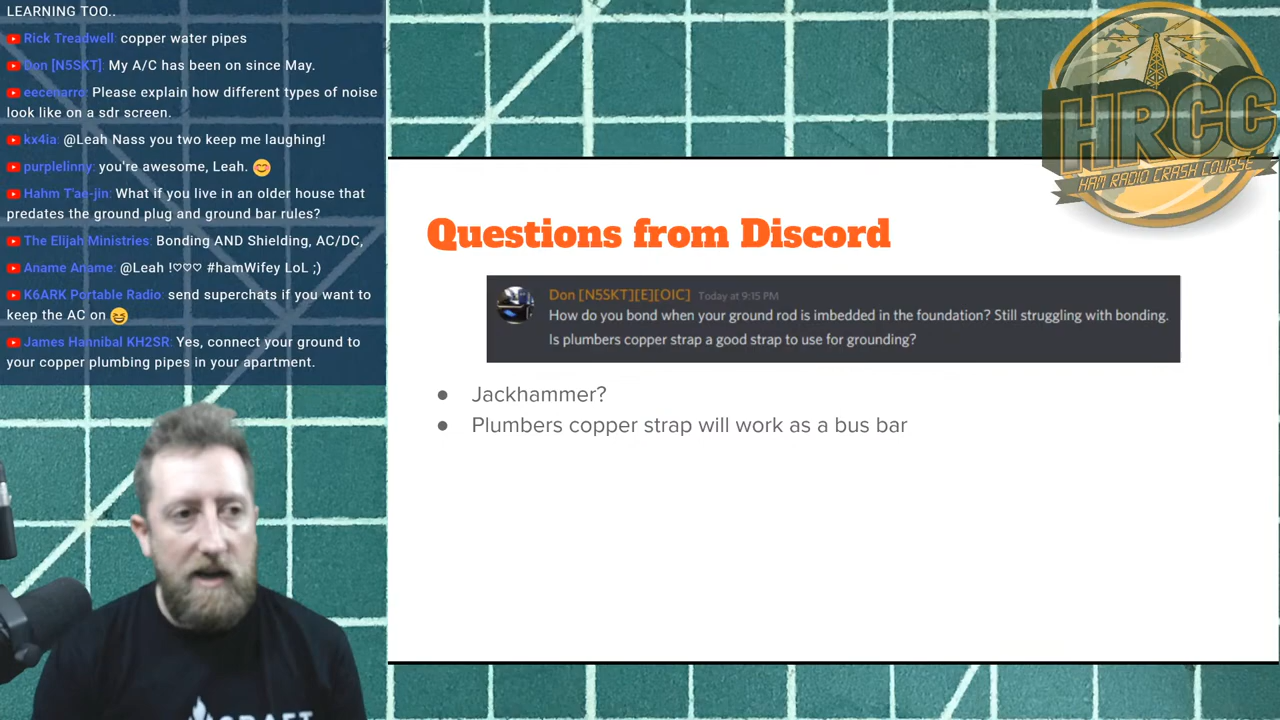 LEARNING TOO..
Rick Treadwell: copper water pipes
Don [N5SKT]: My A/C has been on since May.
eecenarro: Please explain how different types of noise
look like on a sdr screen.
kx4ia: @Leah Nass you two keep me laughing!
purplelinny: you're awesome, Leah. 😊
Hahm T'ae-jin: What if you live in an older house that
predates the ground plug and ground bar rules?
The Elijah Ministries: Bonding AND Shielding, AC/DC,
Aname Aname: @Leah !♡♡♡ #hamWifey LoL ;)
K6ARK Portable Radio: send superchats if you want to
keep the AC on 😆
James Hannibal KH2SR: Yes, connect your ground to
your copper plumbing pipes in your apartment.
HRCC
HAM RADIO CRASH COURSE
Questions from Discord
Don [N5SKT][E][OIC] Today at 9:15 PM
How do you bond when your ground rod is imbedded in the foundation? Still struggling with bonding.
Is plumbers copper strap a good strap to use for grounding?
● Jackhammer?
● Plumbers copper strap will work as a bus bar